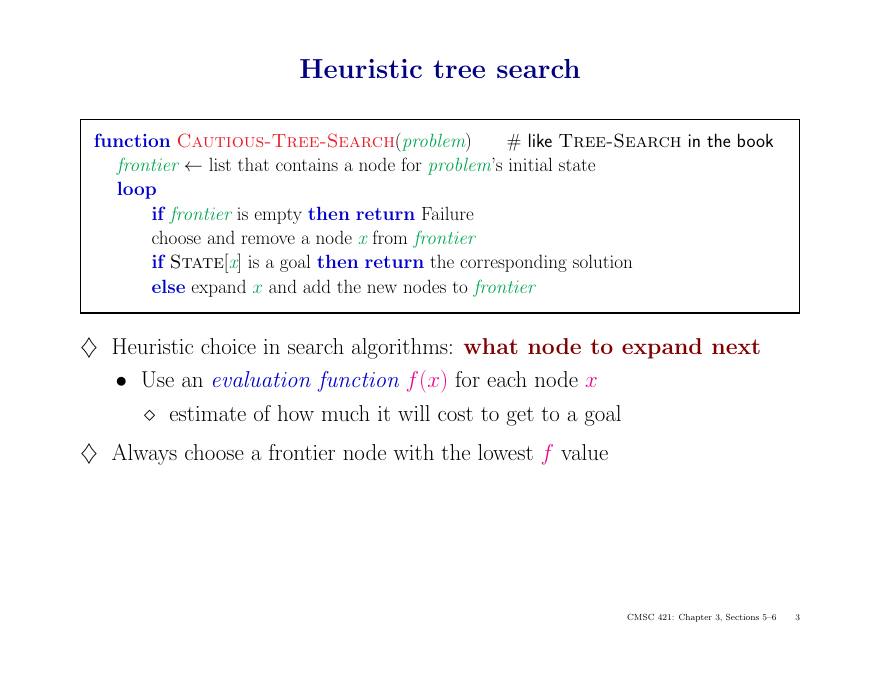 Heuristic tree search
function Cautious-Tree-Search(problem) # like Tree-Search in the book
frontier ← list that contains a node for problem's initial state
loop
if frontier is empty then return Failure
choose and remove a node x from frontier
if State[x] is a goal then return the corresponding solution
else expand x and add the new nodes to frontier
♢ Heuristic choice in search algorithms: what node to expand next
• Use an evaluation function f(x) for each node x
⋄ estimate of how much it will cost to get to a goal
♢ Always choose a frontier node with the lowest f value
CMSC 421: Chapter 3, Sections 5–6 3